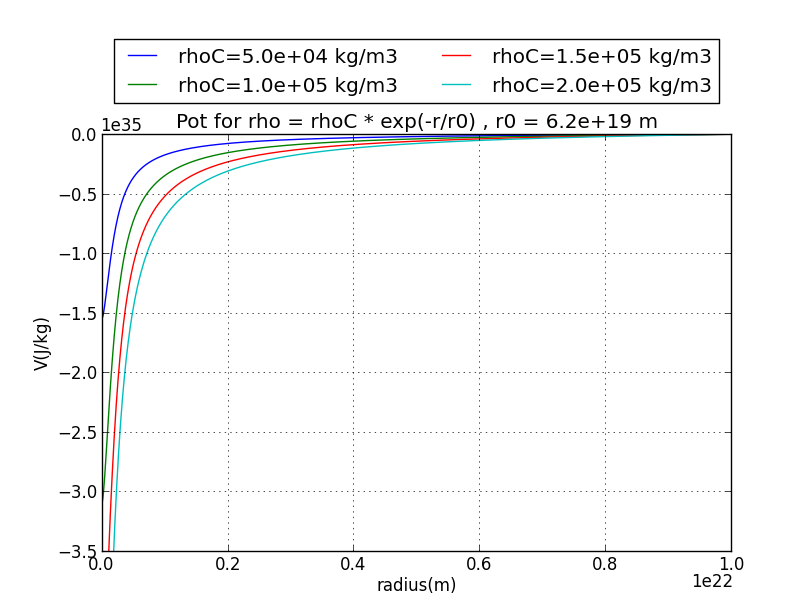 rhoC=5.0e+04 kg/m3 rhoC=1.5e+05 kg/m3
rhoC=1.0e+05 kg/m3 rhoC=2.0e+05 kg/m3
1e35 Pot for rho = rhoC * exp(-r/r0) , r0 = 6.2e+19 m
0.0
−0.5
−1.0
−1.5
−2.0
−2.5
−3.0
−3.5
V(J/kg)
0.0 0.2 0.4 0.6 0.8 1.0
radius(m) 1e22